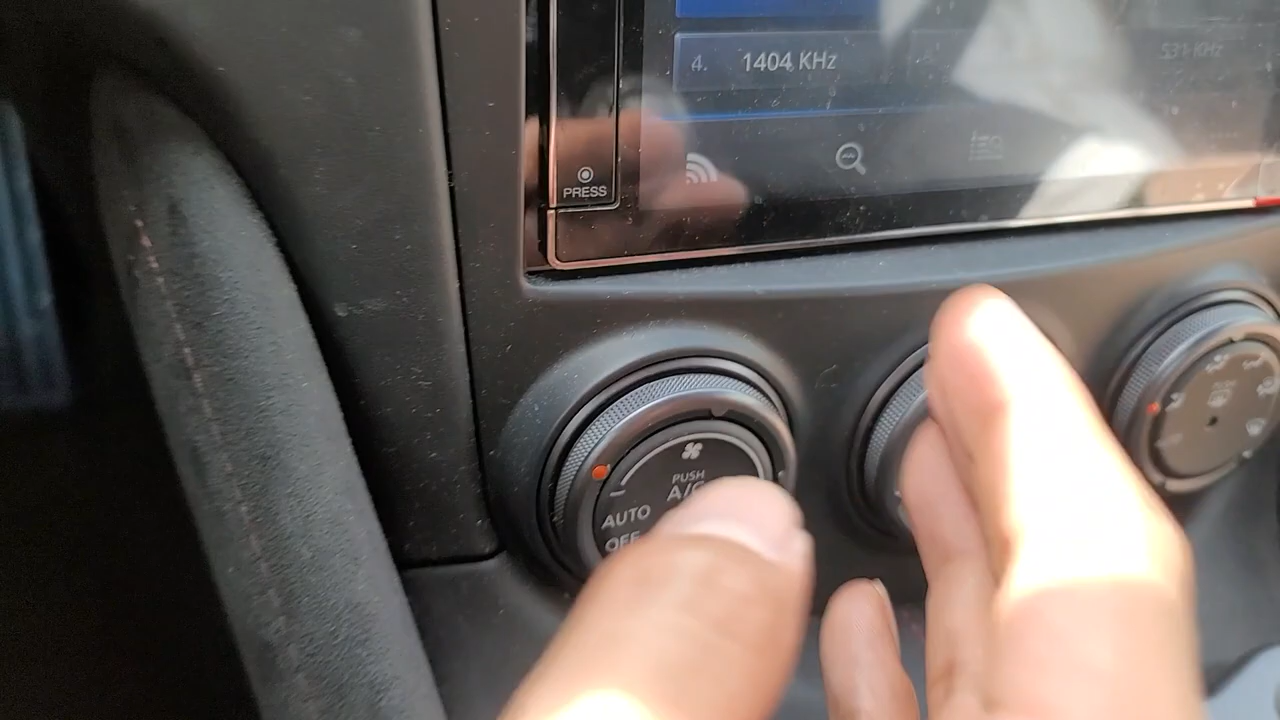 4. 1404 KHz
531 KHz
PRESS
PUSH
A/C
AUTO
OFF